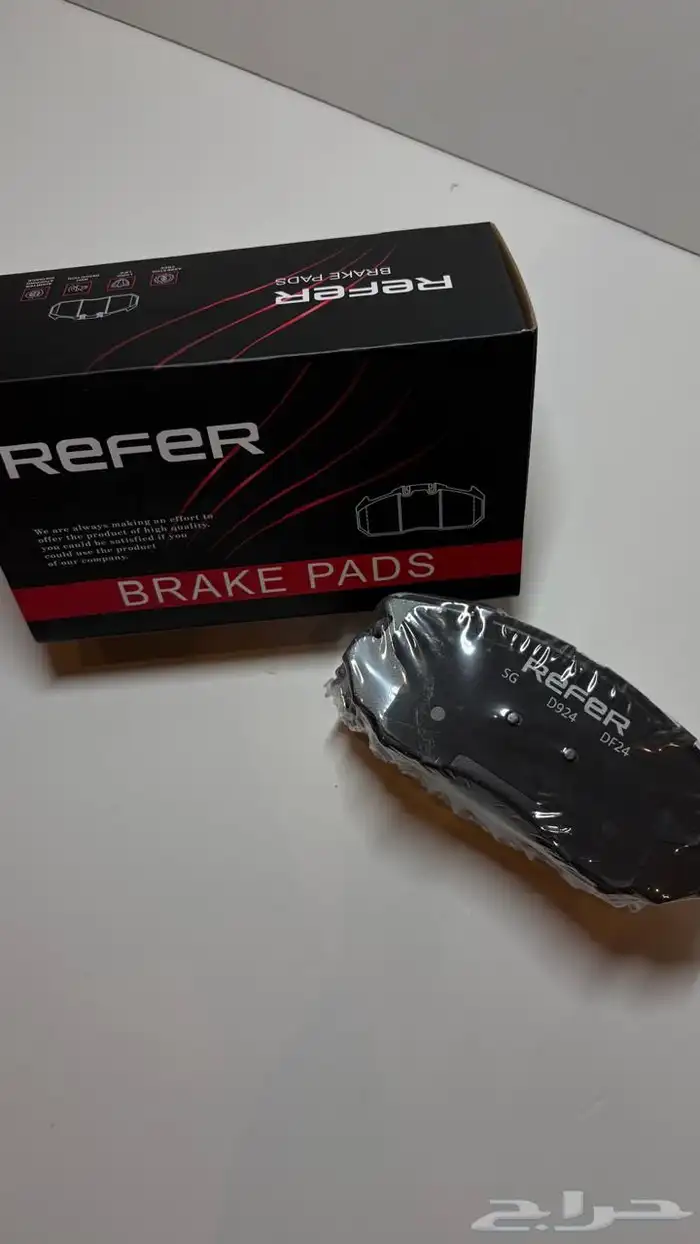 REFER
BRAKE PADS
REFER
We are always making an effort to
offer the product of high quality.
you could be satisfied if you
could use the product
of our company.
BRAKE PADS
REFER
SG
D924
DF24
حراج